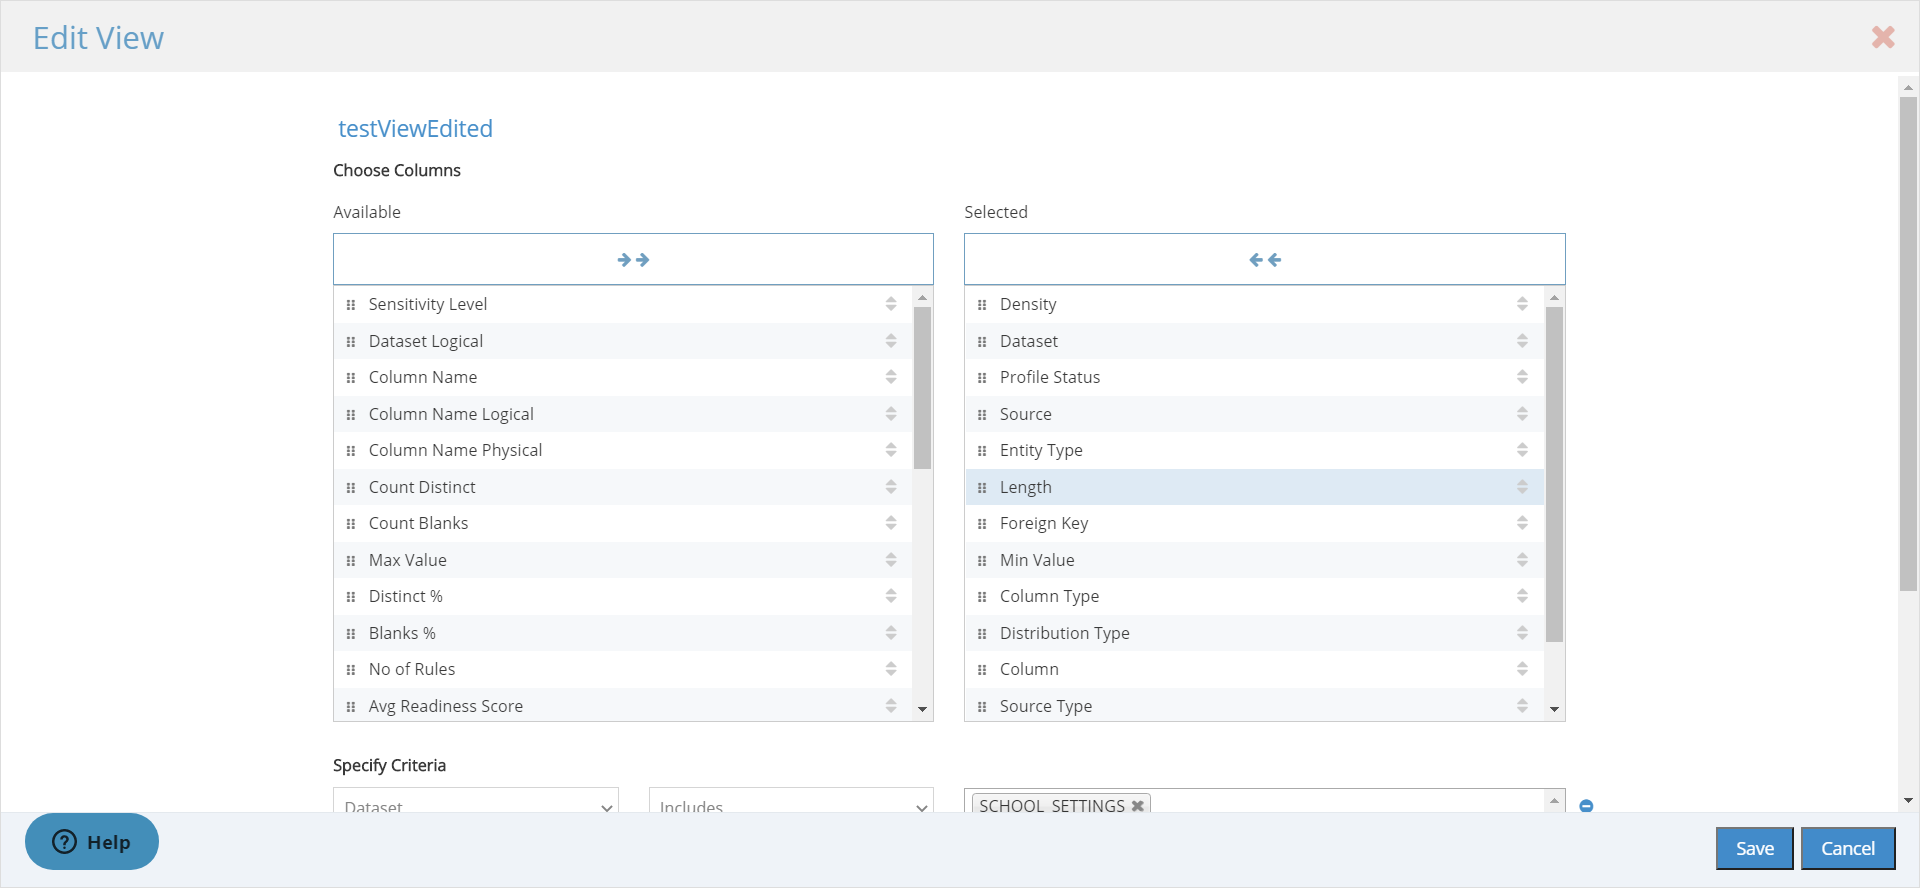 Edit View
testViewEdited
Choose Columns
Available
Selected
Sensitivity Level
Dataset Logical
Column Name
Column Name Logical
Column Name Physical
Count Distinct
Count Blanks
Max Value
Distinct %
Blanks %
No of Rules
Avg Readiness Score
Density
Dataset
Profile Status
Source
Entity Type
Length
Foreign Key
Min Value
Column Type
Distribution Type
Column
Source Type
Specify Criteria
Dataset
Includes
SCHOOL_SETTINGS
Help
Save
Cancel